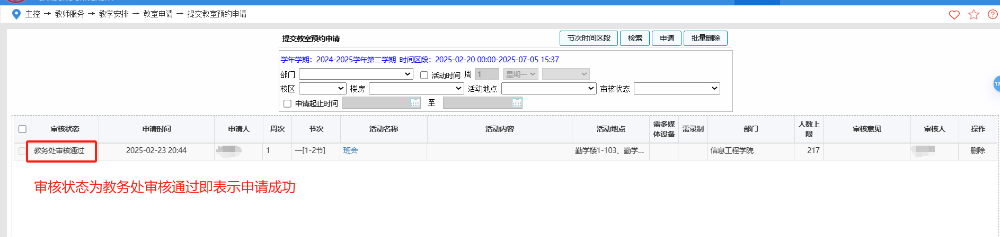 主控 → 教师服务 → 教学安排 → 教室申请 → 提交教室预约申请
提交教室预约申请 节次时间区段 检索 申请 批量删除
学年学期：2024-2025学年第二学期 时间区段：2025-02-20 00:00-2025-07-05 15:37
部门 活动时间 周 1 星期一
校区 楼房 活动地点 审核状态
申请起止时间 至
17
审核状态 申请时间 申请人 周次 节次 活动名称 活动内容 活动地点 需多媒体设备 需录制 部门 人数上限 审核意见 审核人 操作
教务处审核通过 2025-02-23 20:44 1 一[1-2节] 班会 勤学楼1-103、勤学... 信息工程学院 217 删除
审核状态为教务处审核通过即表示申请成功